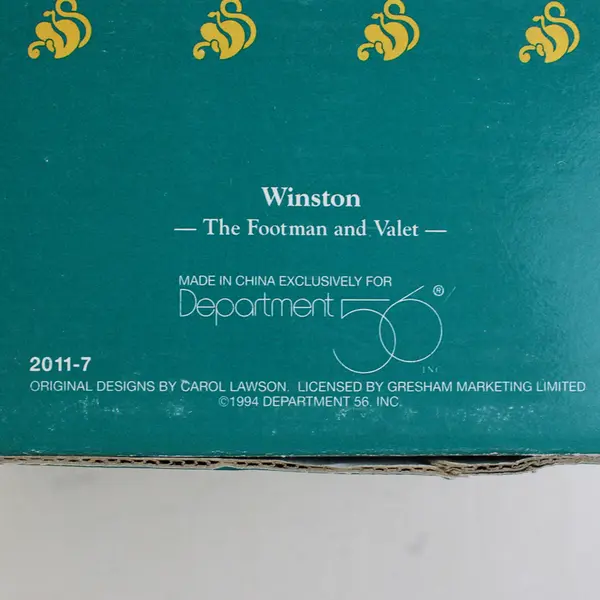 Winston
— The Footman and Valet —
MADE IN CHINA EXCLUSIVELY FOR
Department 56®
INC
2011-7
ORIGINAL DESIGNS BY CAROL LAWSON. LICENSED BY GRESHAM MARKETING LIMITED
©1994 DEPARTMENT 56, INC.